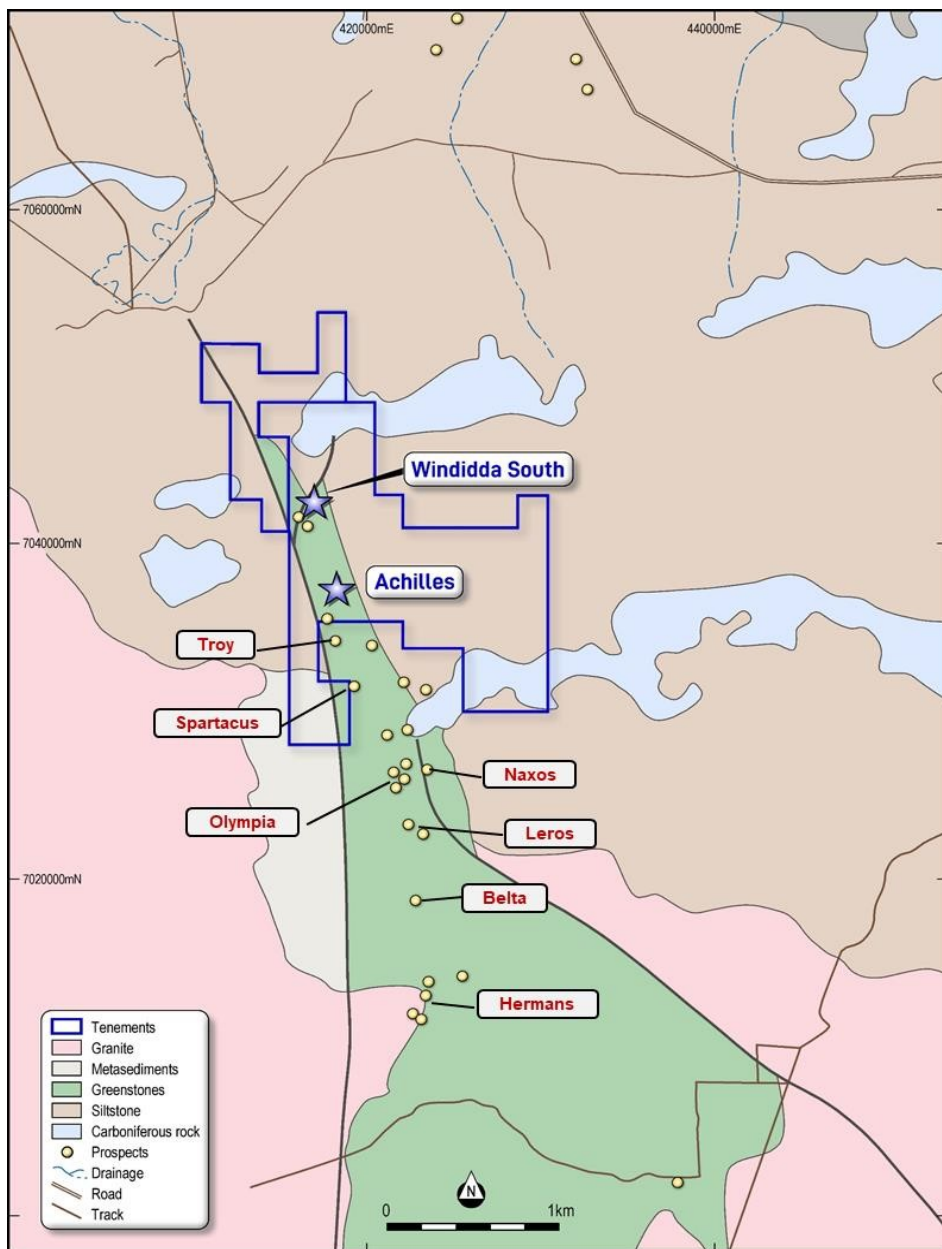 420000mE
440000mE
7060000mN
Windidda South
7040000mN
Achilles
Troy
Spartacus
Naxos
Olympia
Leros
7020000mN
Belta
Hermans
Tenements
Granite
Metasediments
Greenstones
Siltstone
Carboniferous rock
Prospects
Drainage
Road
Track
N
0
1km